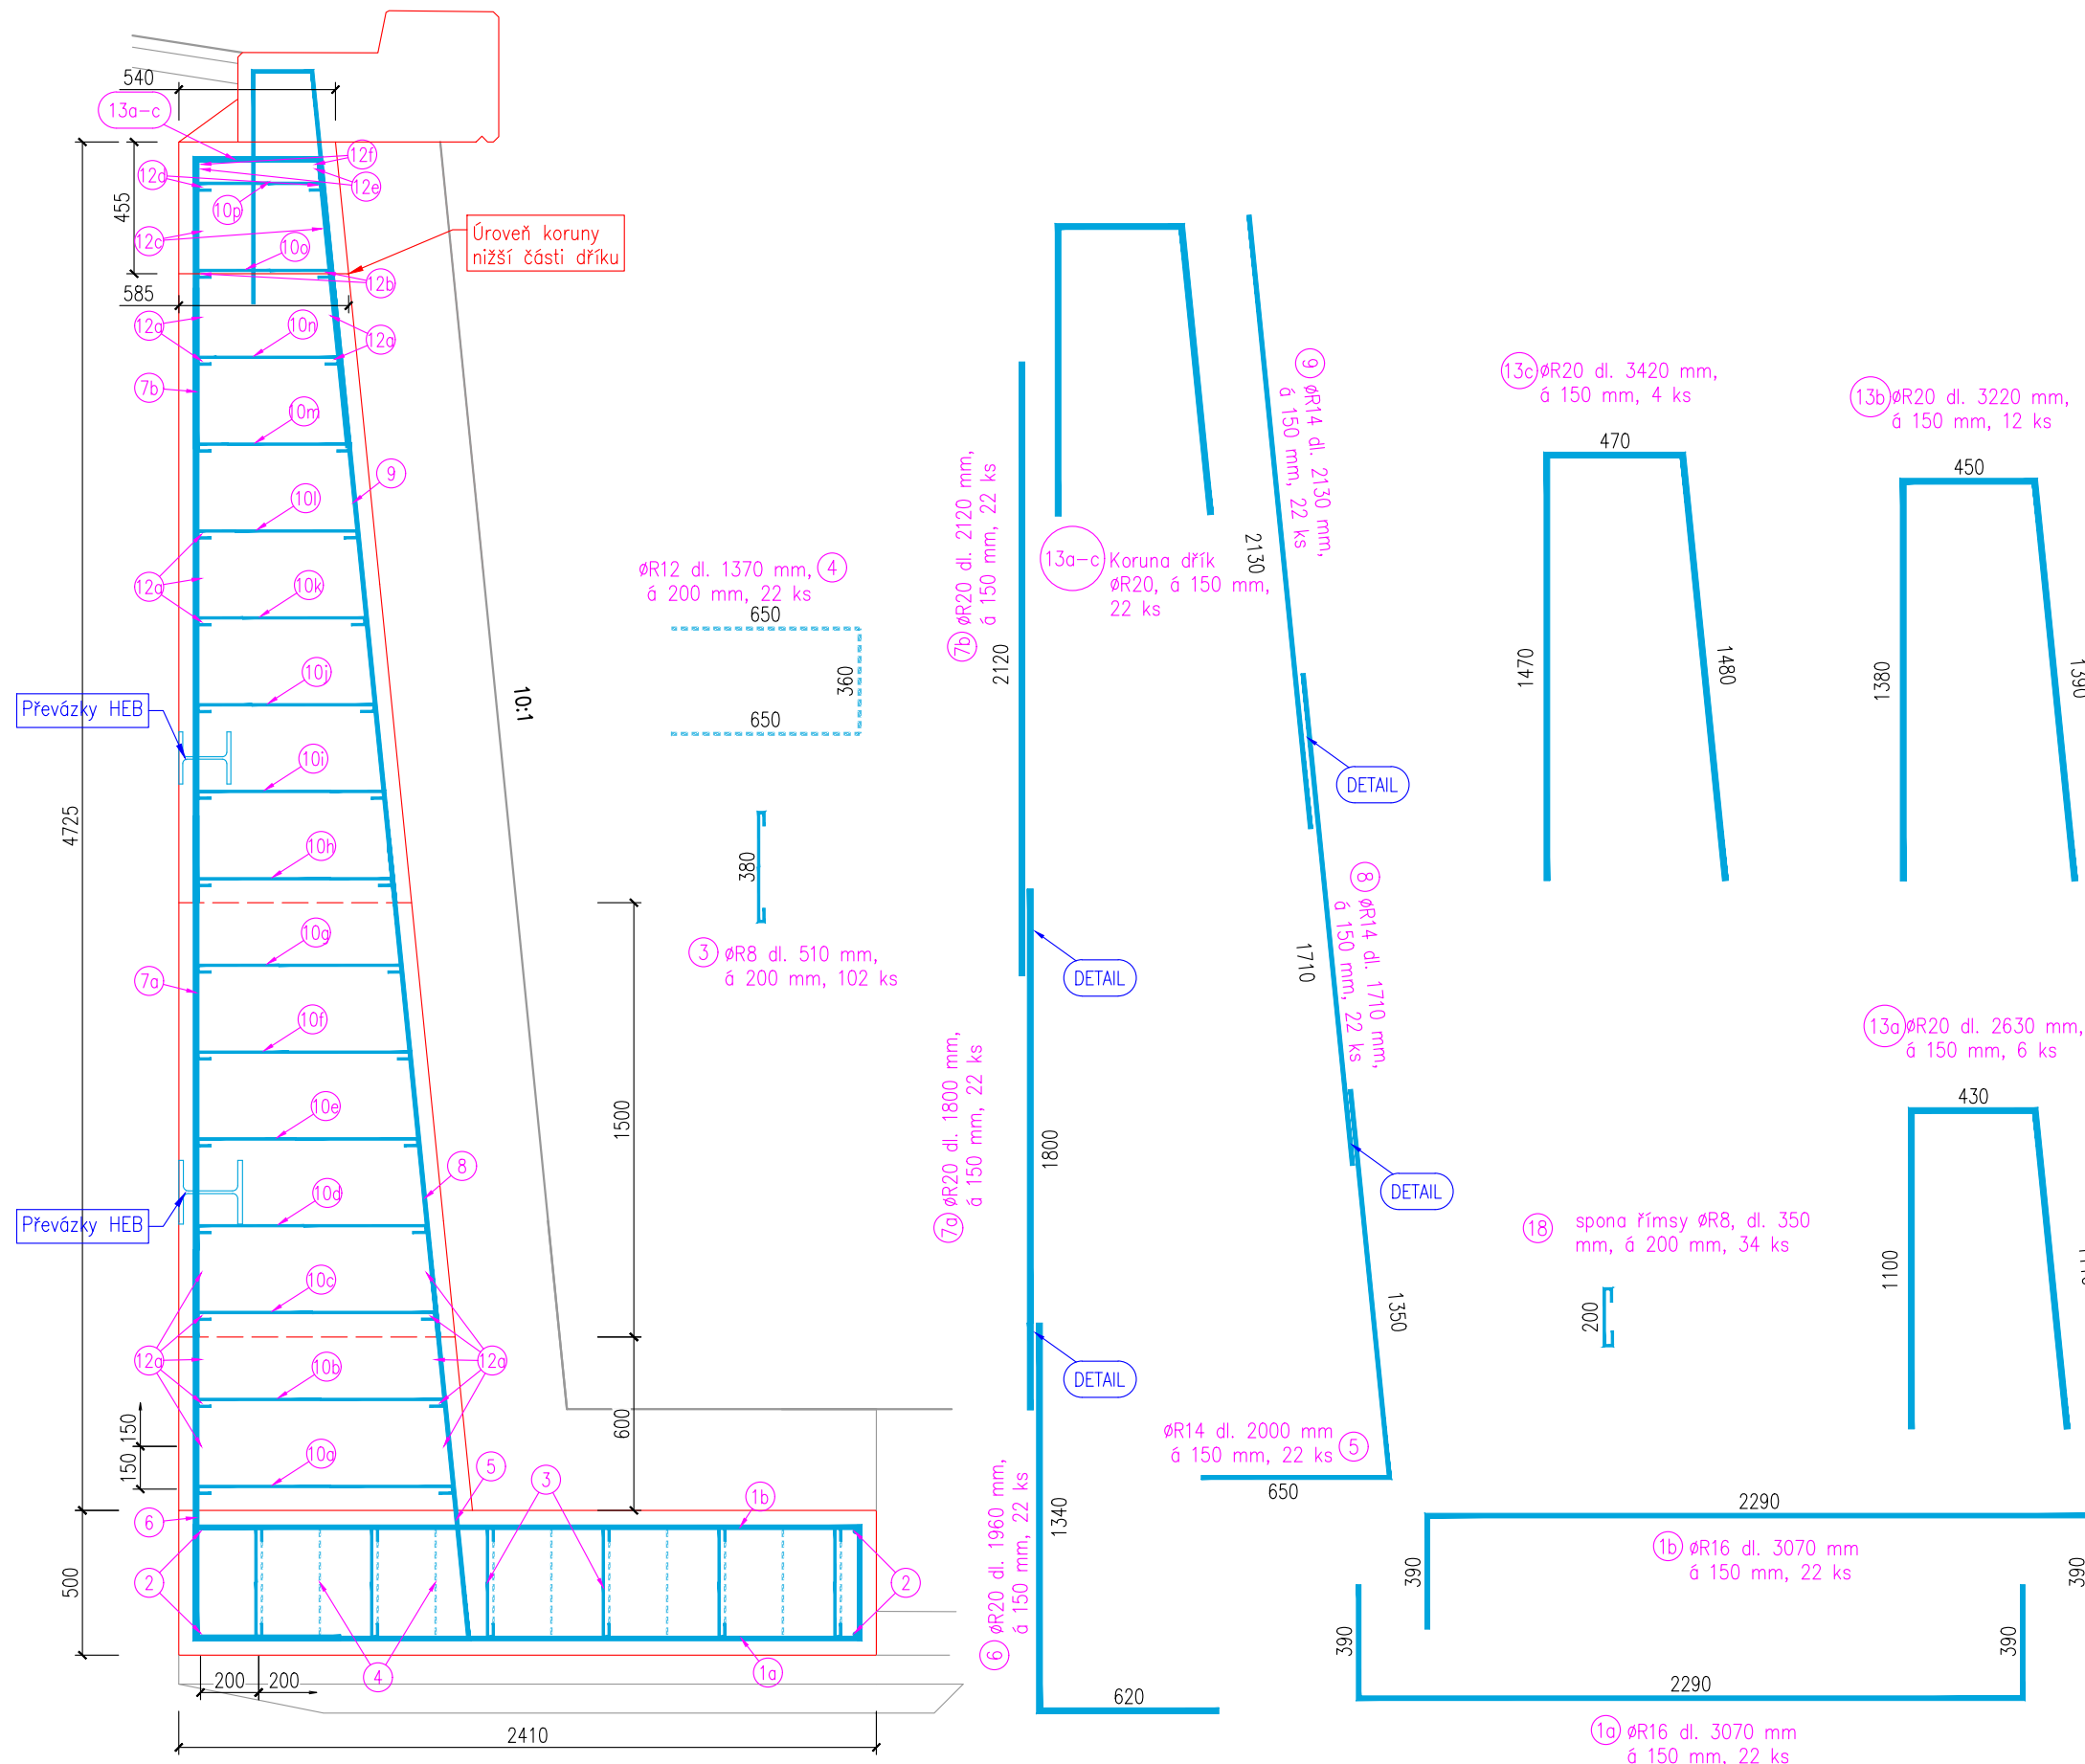 540
13a-c
12f
12e
10p
455
12c
10o
Úroveň koruny
nižší části dříku
12b
585
12a
10n
12a
7b
10m
9
10l
12a
10k
10j
Převázky HEB
10i
10:1
4725
10h
10g
7a
10f
10e
1500
8
10d
Převázky HEB
10c
12a
12a
10b
600
150
150
10a
5
3
6
1b
2
2
500
4
1a
200
200
2410
øR12 dl. 1370 mm,
4
á 200 mm, 22 ks
650
360
650
380
3
øR8 dl. 510 mm,
á 200 mm, 102 ks
7b
øR20 dl. 2120 mm,
á 150 mm, 22 ks
2120
13a-c
Koruna dřík
øR20, á 150 mm,
22 ks
DETAIL
7a
øR20 dl. 1800 mm,
á 150 mm, 22 ks
1800
DETAIL
6
øR20 dl. 1960 mm,
á 150 mm, 22 ks
1340
620
9
øR14 dl. 2130 mm,
á 150 mm, 22 ks
2130
DETAIL
8
øR14 dl. 1710 mm,
á 150 mm, 22 ks
1710
DETAIL
1350
øR14 dl. 2000 mm
á 150 mm, 22 ks
5
650
13c
øR20 dl. 3420 mm,
á 150 mm, 4 ks
470
1470
1480
13b
øR20 dl. 3220 mm,
á 150 mm, 12 ks
450
1380
1390
13a
øR20 dl. 2630 mm,
á 150 mm, 6 ks
430
1100
18
spona římsy øR8, dl. 350
mm, á 200 mm, 34 ks
200
2290
1b
øR16 dl. 3070 mm
á 150 mm, 22 ks
390
390
390
390
2290
1a
øR16 dl. 3070 mm
á 150 mm, 22 ks